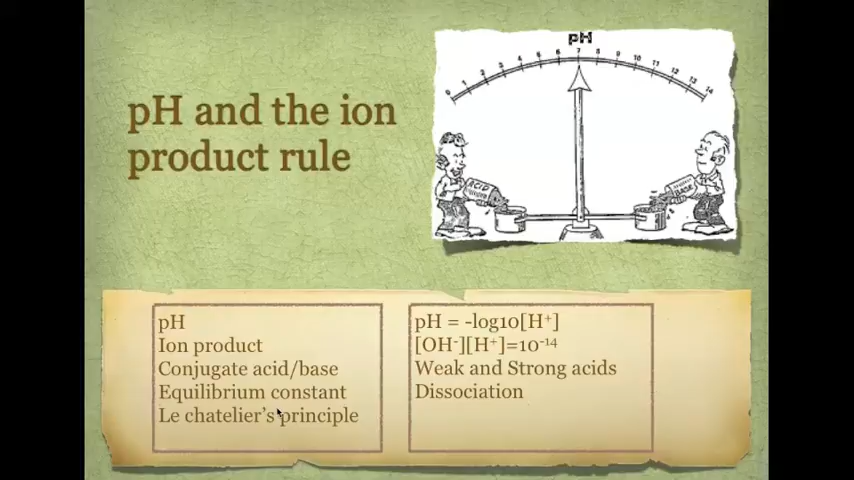 pH and the ion
product rule
pH
0 1 2 3 4 5 6 7 8 9 10 11 12 13 14
ACID
BASE
pH
Ion product
Conjugate acid/base
Equilibrium constant
Le chatelier's principle
pH = -log10[H⁺]
[OH⁻][H⁺]=10⁻¹⁴
Weak and Strong acids
Dissociation